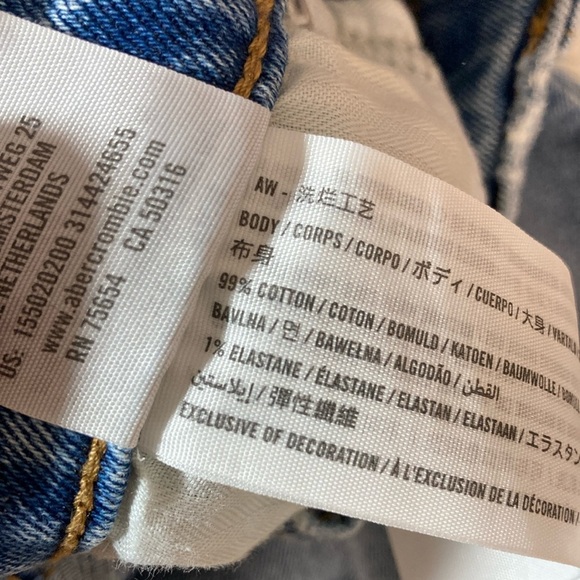 WEG 25
AMSTERDAM
NETHERLANDS
US: 155020209 314424655
www.abercrombie.com
RN 75654 CA 50316
AW - 洗烂工艺
BODY / CORPS / CORPO / ボディ / CUERPO / 大身 /
布身
99% COTTON / COTON / BOMULD / KATOEN / BAUMWOLLE /
BAVLNA / 면 / BAWEŁNA / ALGODÃO / القطن
1% ELASTANE / ÉLASTANE / ELASTAN / ELASTAAN / エラスタン
إيلاستين / 彈性纖維
EXCLUSIVE OF DECORATION / À L'EXCLUSION DE LA DÉCORATION /